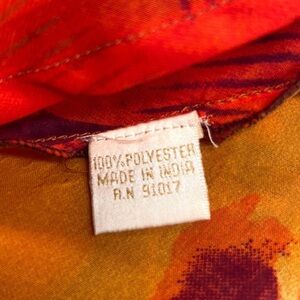 100% POLYESTER
MADE IN INDIA
R.N 91017